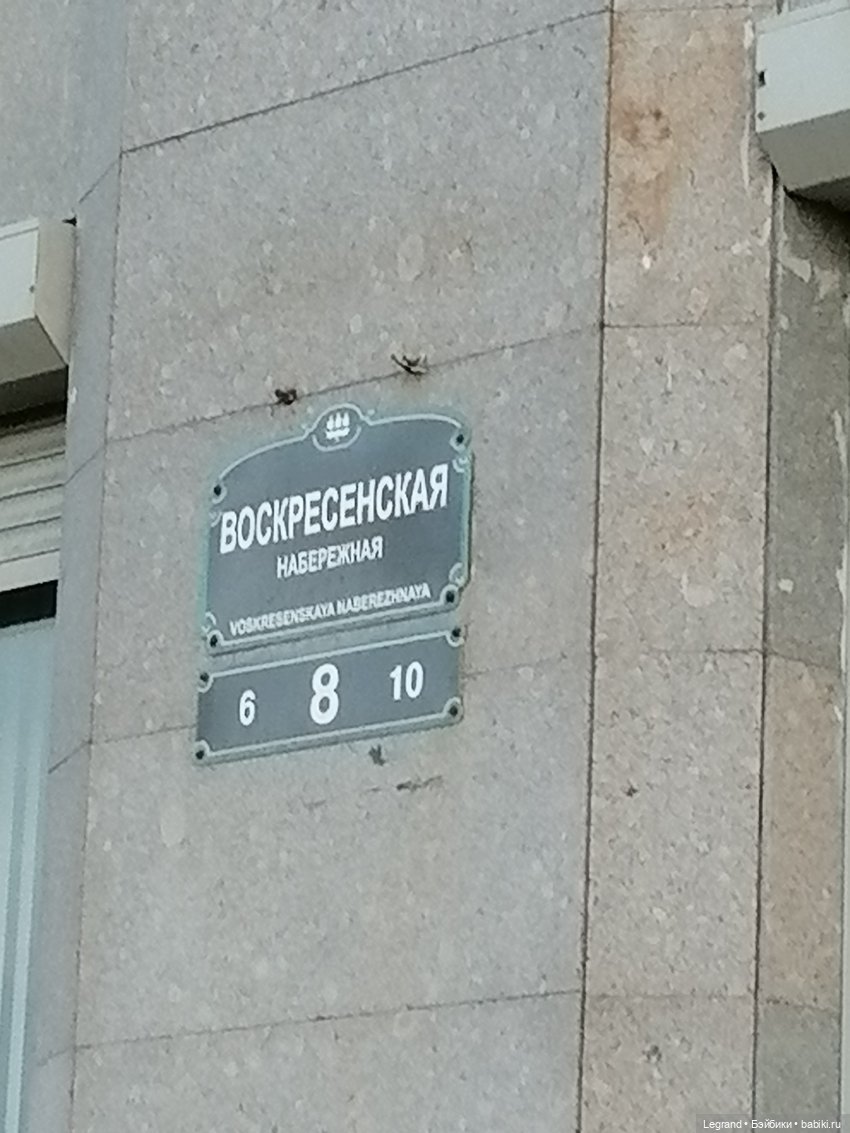 ВОСКРЕСЕНСКАЯ
НАБЕРЕЖНАЯ
VOSKRESENSKAYA NABEREZHNAYA
6 8 10
Legrand • Бэйбики • babiki.ru